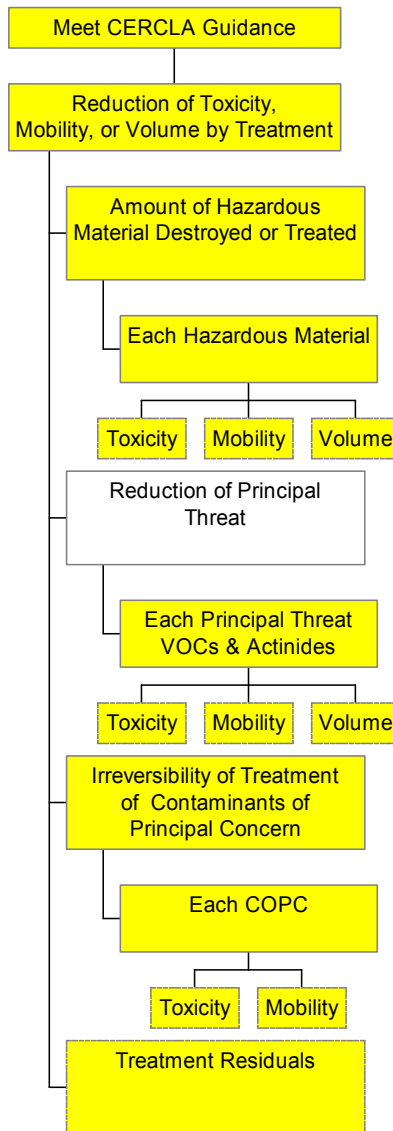 Meet CERCLA Guidance
Reduction of Toxicity,
Mobility, or Volume by Treatment
Amount of Hazardous
Material Destroyed or Treated
Each Hazardous Material
Toxicity
Mobility
Volume
Reduction of Principal
Threat
Each Principal Threat
VOCs & Actinides
Toxicity
Mobility
Volume
Irreversibility of Treatment
of Contaminants of
Principal Concern
Each COPC
Toxicity
Mobility
Treatment Residuals